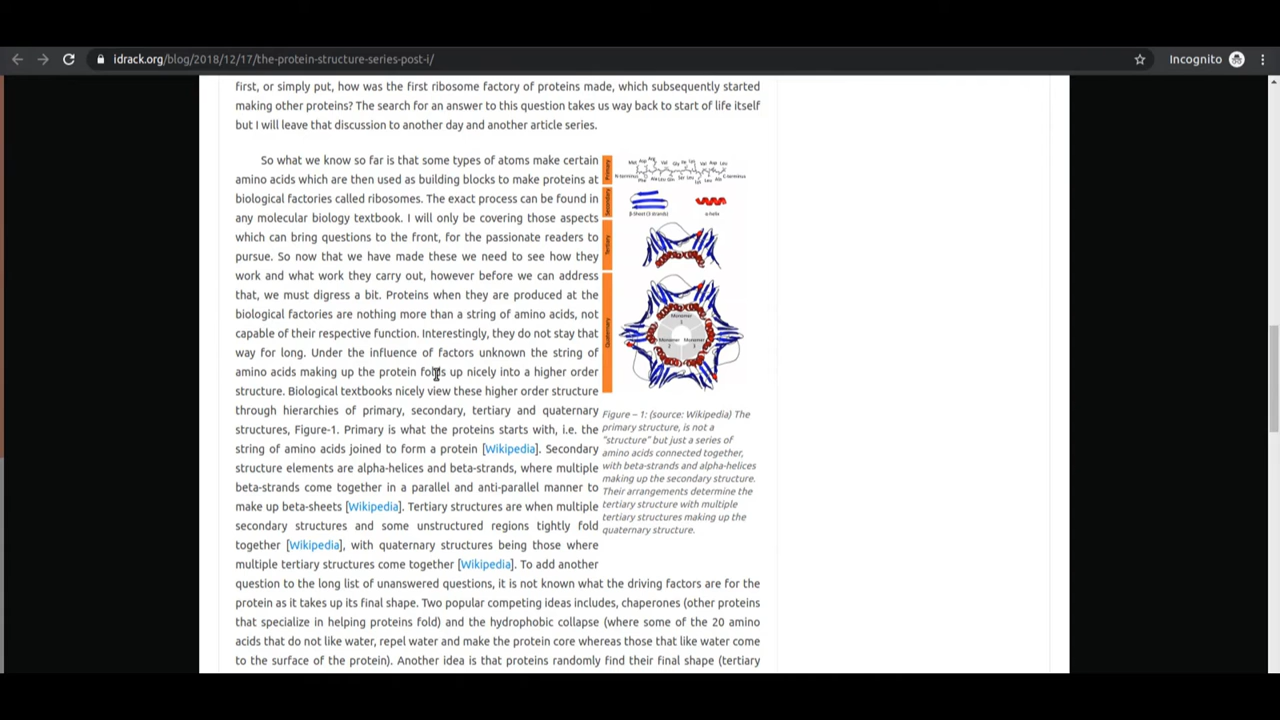 idrack.org/blog/2018/12/17/the-protein-structure-series-post-i/
Incognito
first, or simply put, how was the first ribosome factory of proteins made, which subsequently started
making other proteins? The search for an answer to this question takes us way back to start of life itself
but I will leave that discussion to another day and another article series.
So what we know so far is that some types of atoms make certain
amino acids which are then used as building blocks to make proteins at
biological factories called ribosomes. The exact process can be found in
any molecular biology textbook. I will only be covering those aspects
which can bring questions to the front, for the passionate readers to
pursue. So now that we have made these we need to see how they
work and what work they carry out, however before we can address
that, we must digress a bit. Proteins when they are produced at the
biological factories are nothing more than a string of amino acids, not
capable of their respective function. Interestingly, they do not stay that
way for long. Under the influence of factors unknown the string of
amino acids making up the protein folds up nicely into a higher order
structure. Biological textbooks nicely view these higher order structure
through hierarchies of primary, secondary, tertiary and quaternary
structures, Figure-1. Primary is what the proteins starts with, i.e. the
string of amino acids joined to form a protein [Wikipedia]. Secondary
structure elements are alpha-helices and beta-strands, where multiple
beta-strands come together in a parallel and anti-parallel manner to
make up beta-sheets [Wikipedia]. Tertiary structures are when multiple
secondary structures and some unstructured regions tightly fold
together [Wikipedia], with quaternary structures being those where
multiple tertiary structures come together [Wikipedia]. To add another
question to the long list of unanswered questions, it is not known what the driving factors are for the
protein as it takes up its final shape. Two popular competing ideas includes, chaperones (other proteins
that specialize in helping proteins fold) and the hydrophobic collapse (where some of the 20 amino
acids that do not like water, repel water and make the protein core whereas those that like water come
to the surface of the protein). Another idea is that proteins randomly find their final shape (tertiary
Primary
N-terminus
C-terminus
Secondary
β-Sheet (3 strands)
α-helix
Tertiary
Quaternary
Monomer
1
Monomer
2
Monomer
3
Figure – 1: (source: Wikipedia) The
primary structure, is not a
"structure" but just a series of
amino acids connected together,
with beta-strands and alpha-helices
making up the secondary structure.
Their arrangements determine the
tertiary structure with multiple
tertiary structures making up the
quaternary structure.